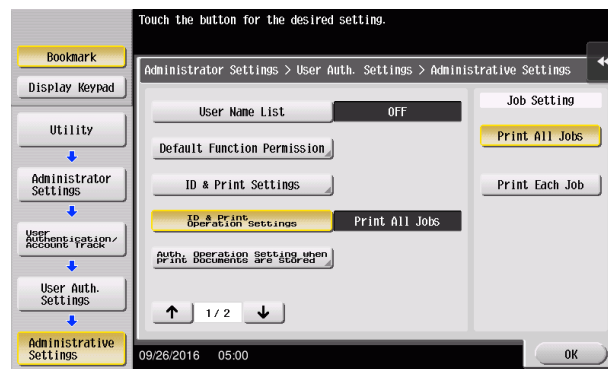 Touch the button for the desired setting.
Bookmark
Display Keypad
Utility
Administrator
Settings
User
Authentication/
Account Track
User Auth.
Settings
Administrative
Settings
Administrator Settings > User Auth. Settings > Administrative Settings
User Name List
OFF
Default Function Permission
ID & Print Settings
ID & Print
Operation Settings
Print All Jobs
Auth. Operation Setting when
print Documents are Stored
1/ 2
Job Setting
Print All Jobs
Print Each Job
09/26/2016 05:00
OK